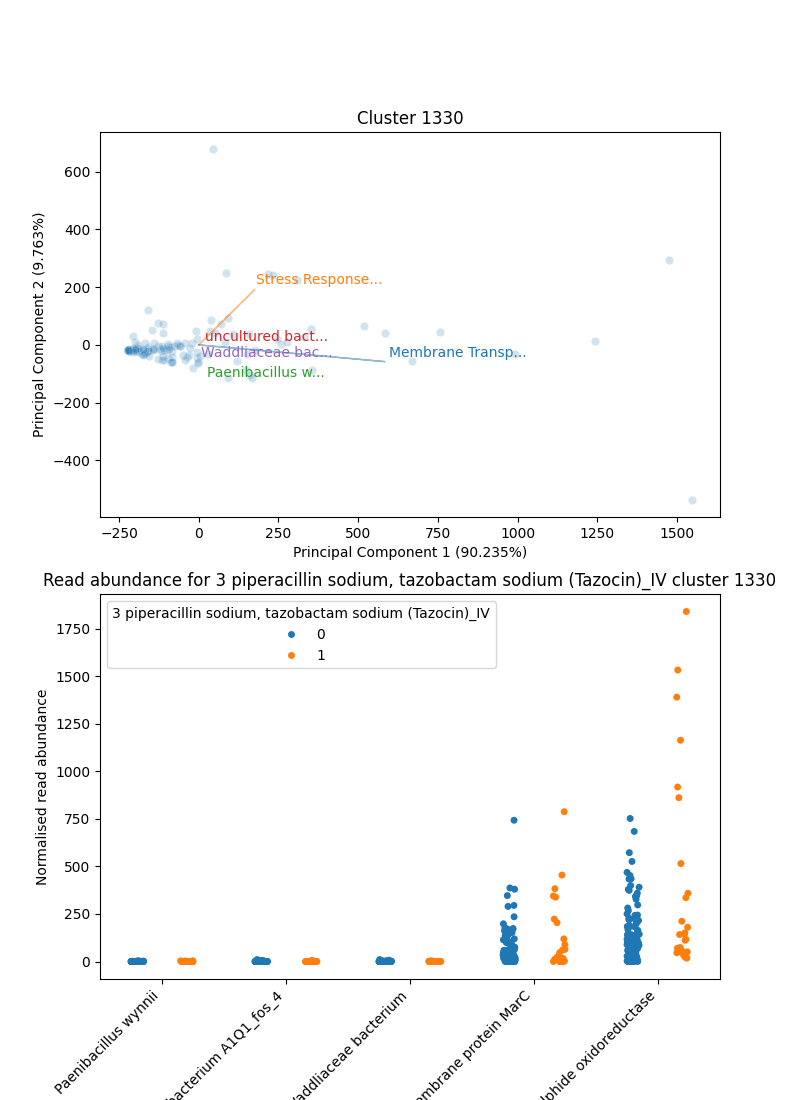 Cluster 1330
Principal Component 2 (9.763%)
600
400
200
0
−200
−400
Stress Response...
uncultured bact...
Waddliaceae bac...
Membrane Transp...
Paenibacillus w...
−250 0 250 500 750 1000 1250 1500
Principal Component 1 (90.235%)
Read abundance for 3 piperacillin sodium, tazobactam sodium (Tazocin)_IV cluster 1330
3 piperacillin sodium, tazobactam sodium (Tazocin)_IV
0
1
Normalised read abundance
1750
1500
1250
1000
750
500
250
0
Paenibacillus wynnii
bacterium A1Q1_fos_4
addliaceae bacterium
mbrane protein MarC
lphide oxidoreductase